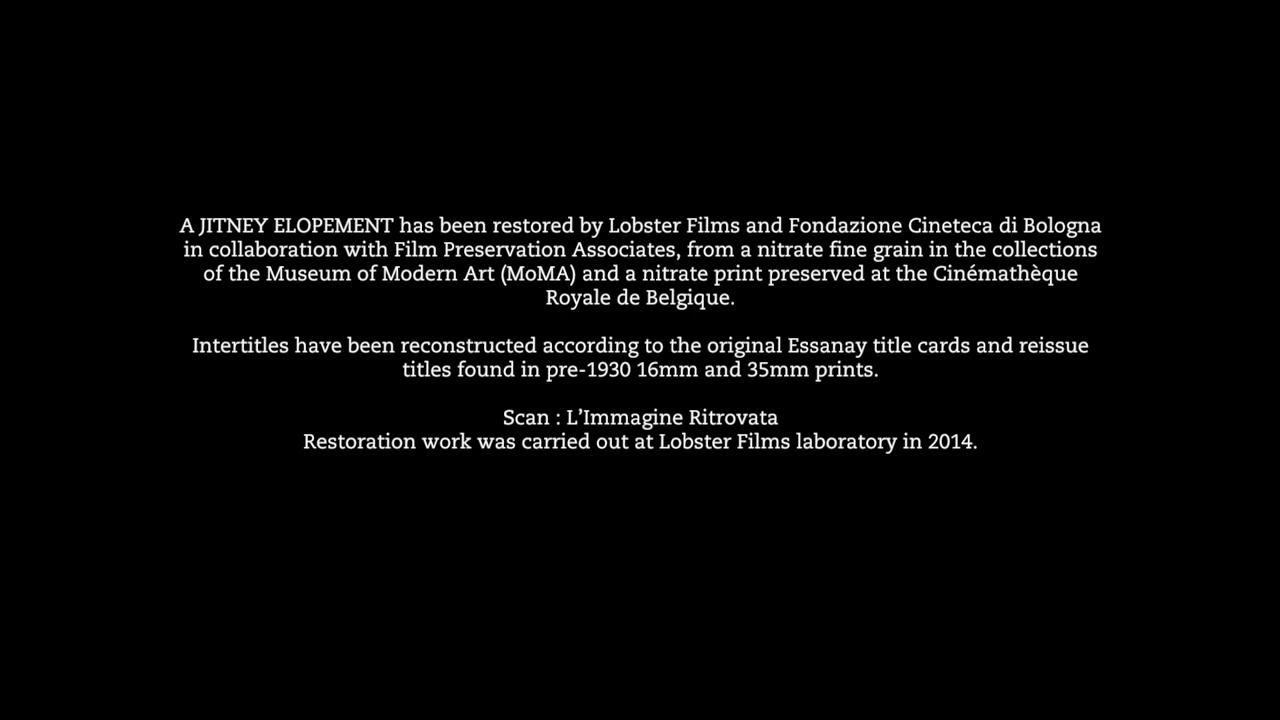 A JITNEY ELOPEMENT has been restored by Lobster Films and Fondazione Cineteca di Bologna
in collaboration with Film Preservation Associates, from a nitrate fine grain in the collections
of the Museum of Modern Art (MoMA) and a nitrate print preserved at the Cinémathèque
Royale de Belgique.
Intertitles have been reconstructed according to the original Essanay title cards and reissue
titles found in pre-1930 16mm and 35mm prints.
Scan : L’Immagine Ritrovata
Restoration work was carried out at Lobster Films laboratory in 2014.